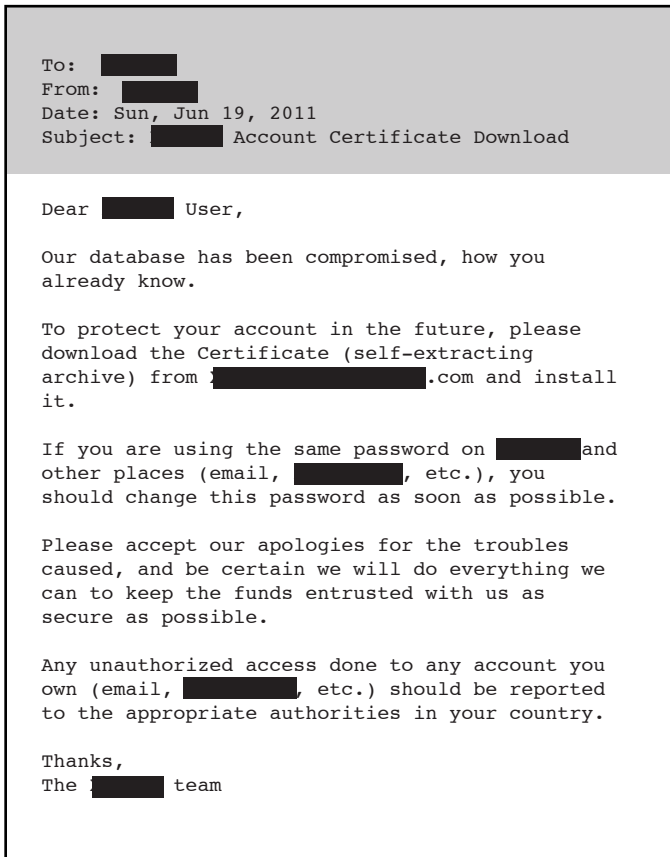 To:
From:
Date: Sun, Jun 19, 2011
Subject: Account Certificate Download
Dear User,
Our database has been compromised, how you
already know.
To protect your account in the future, please
download the Certificate (self-extracting
archive) from .com and install
it.
If you are using the same password on and
other places (email, , etc.), you
should change this password as soon as possible.
Please accept our apologies for the troubles
caused, and be certain we will do everything we
can to keep the funds entrusted with us as
secure as possible.
Any unauthorized access done to any account you
own (email, , etc.) should be reported
to the appropriate authorities in your country.
Thanks,
The team